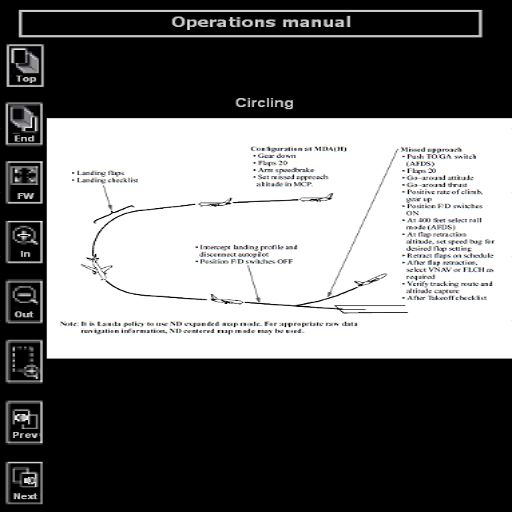 Operations manual
Top
End
FW
In
Out
Prev
Next
Circling
• Landing flaps
• Landing checklist
Configuration at MDA(H)
• Gear down
• Flaps 20
• Arm speedbrake
• Set missed approach
altitude in MCP.
• Intercept landing profile and
disconnect autopilot
• Position F/D switches OFF
Missed approach
• Push TO/GA switch
(AFDS)
• Flaps 20
• Go-around attitude
• Go-around thrust
• Positive rate of climb,
gear up
• Position F/D switches
ON
• At 400 feet select roll
mode (AFDS)
• At flap retraction
altitude, set speed bug for
desired flap setting
• Retract flaps on schedule
• After flap retraction,
select VNAV or FLCH as
required
• Verify tracking route and
altitude capture
• After Takeoff checklist
Note: It is Lauda policy to use ND expanded map mode. For appropriate raw data
navigation information, ND centered map mode may be used.